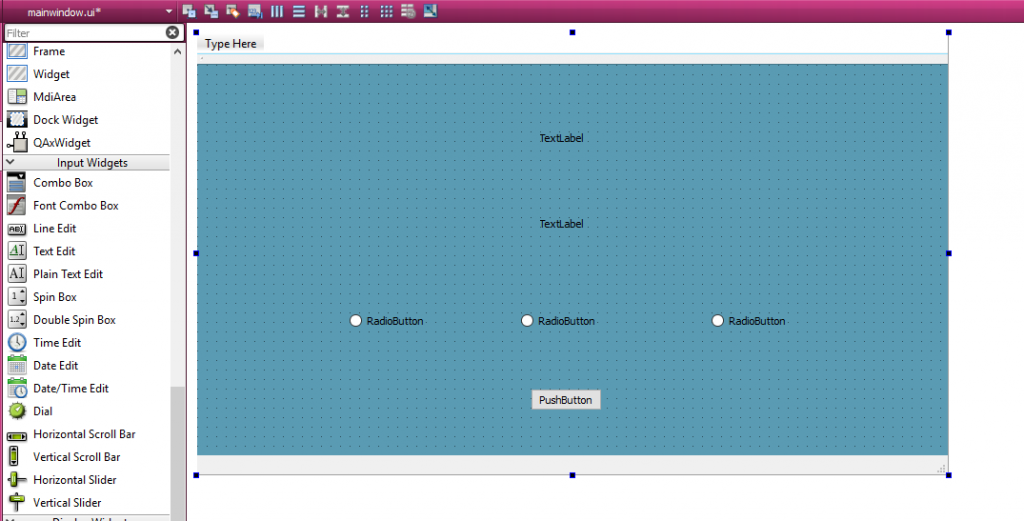 mainwindow.ui*
Filter
Type Here
Frame
Widget
MdiArea
Dock Widget
QAxWidget
Input Widgets
Combo Box
Font Combo Box
Line Edit
Text Edit
Plain Text Edit
Spin Box
Double Spin Box
Time Edit
Date Edit
Date/Time Edit
Dial
Horizontal Scroll Bar
Vertical Scroll Bar
Horizontal Slider
Vertical Slider
TextLabel
TextLabel
RadioButton RadioButton RadioButton
PushButton